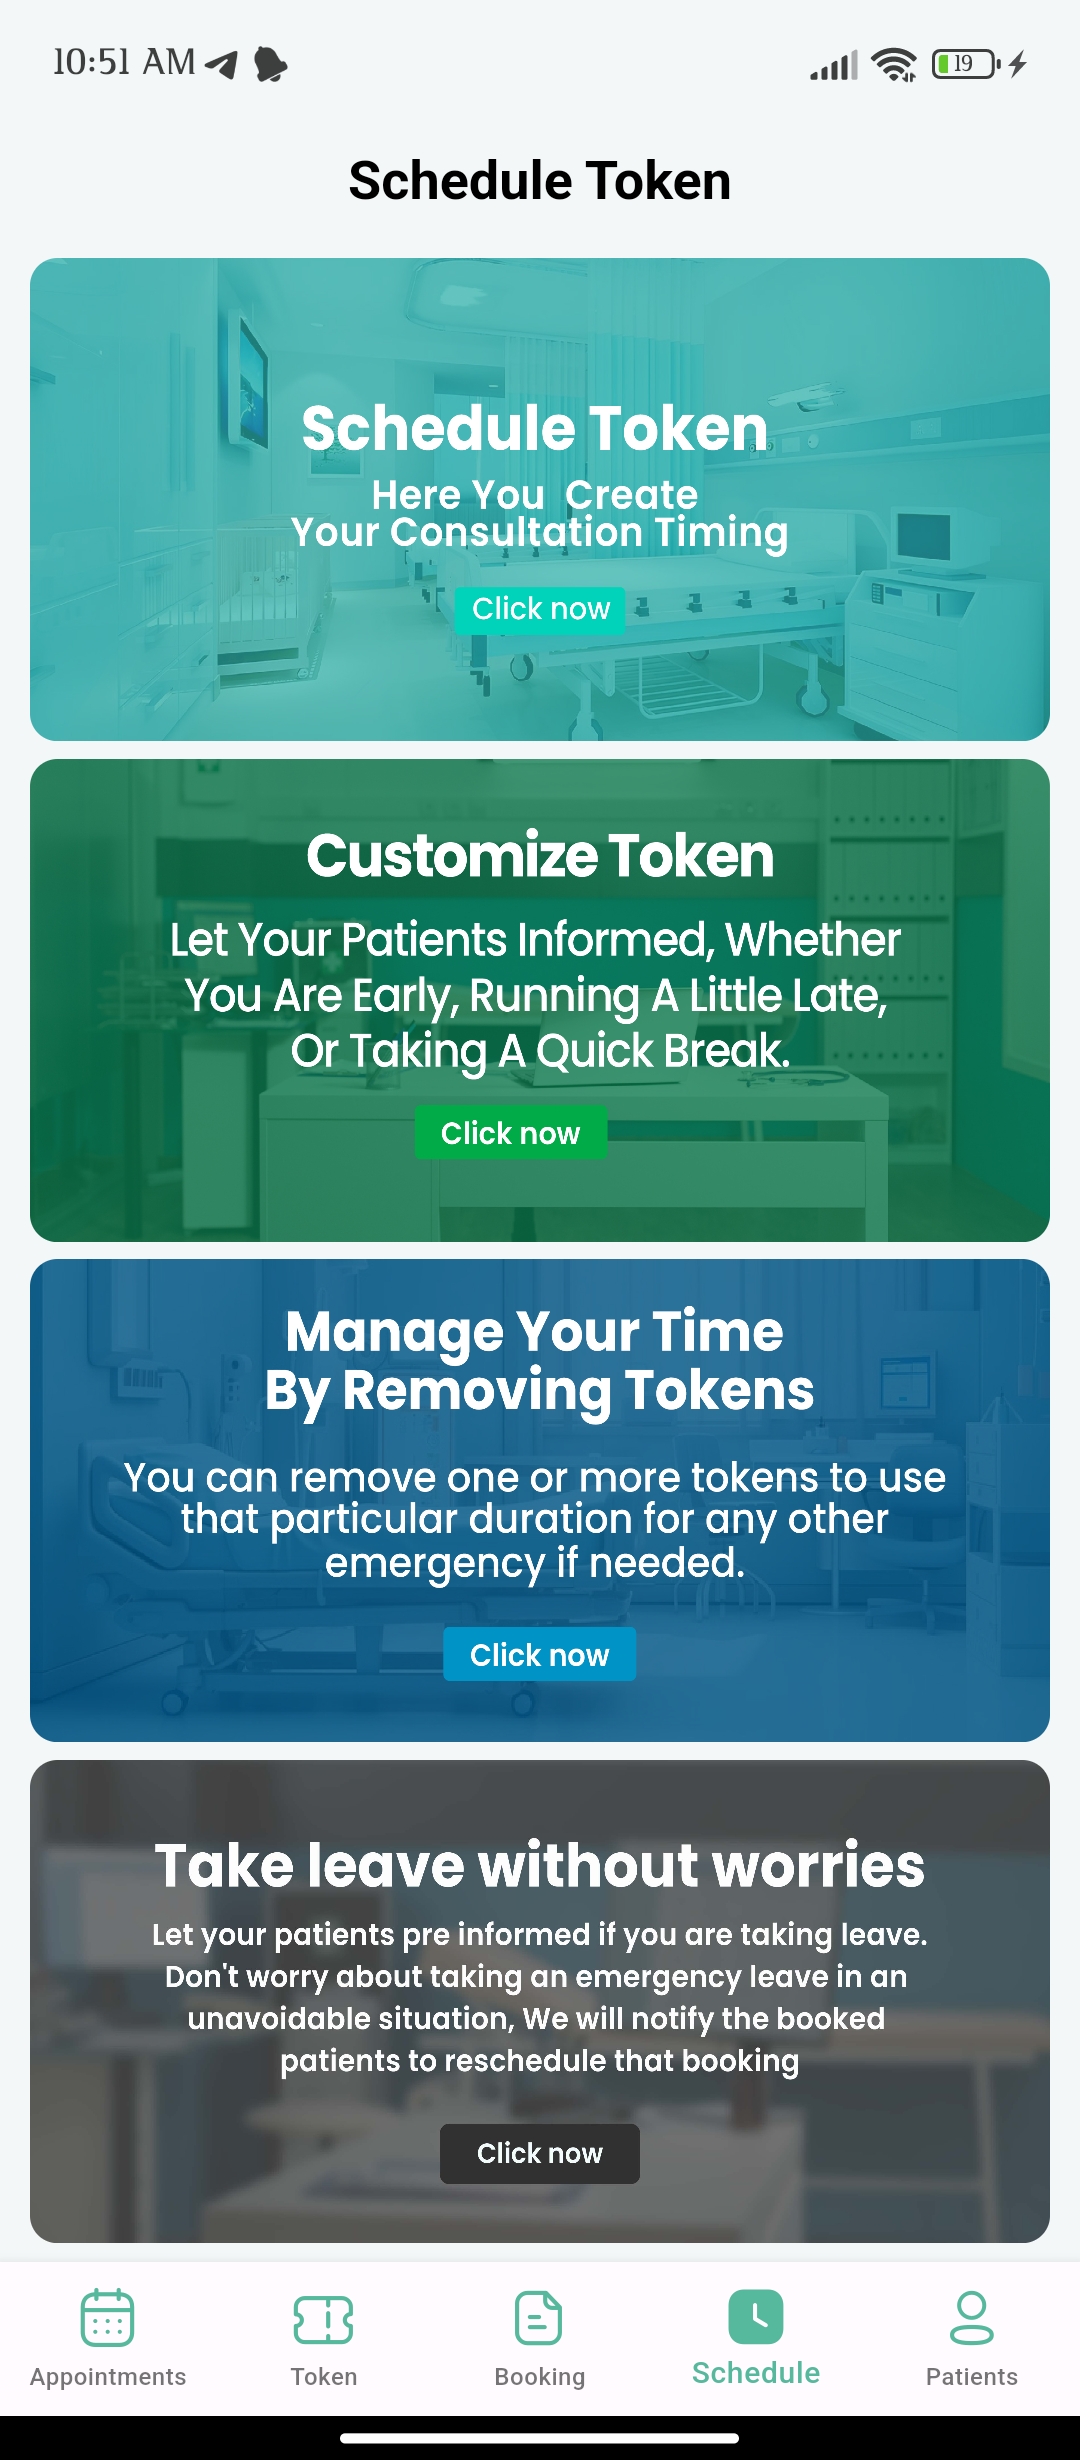 10:51 AM
19
Schedule Token
Schedule Token
Here You Create
Your Consultation Timing
Click now
Customize Token
Let Your Patients Informed, Whether
You Are Early, Running A Little Late,
Or Taking A Quick Break.
Click now
Manage Your Time
By Removing Tokens
You can remove one or more tokens to use
that particular duration for any other
emergency if needed.
Click now
Take leave without worries
Let your patients pre informed if you are taking leave.
Don't worry about taking an emergency leave in an
unavoidable situation, We will notify the booked
patients to reschedule that booking
Click now
Appointments
Token
Booking
Schedule
Patients